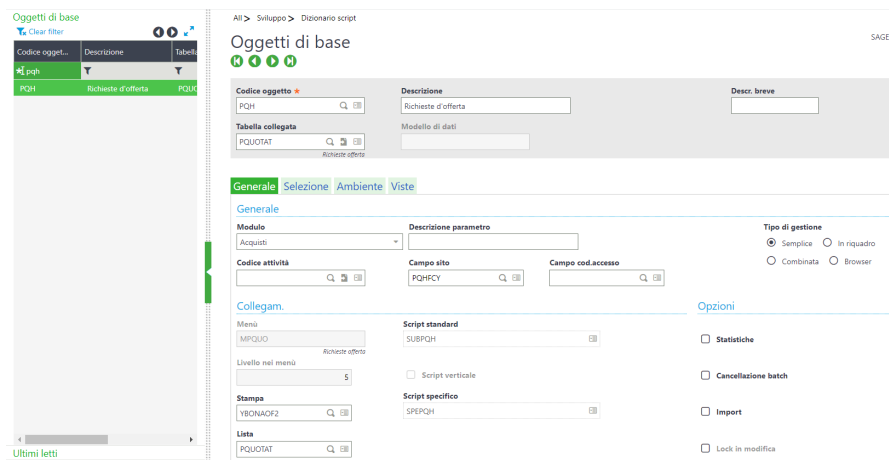 Oggetti di base
Clear filter
Codice ogget... Descrizione Tabella
pqh
PQH Richieste d'offerta PQUO
Ultimi letti
All > Sviluppo > Dizionario script
Oggetti di base
SAGE
Codice oggetto * Descrizione Descr. breve
PQH Richieste d'offerta
Tabella collegata Modello di dati
PQUOTAT
Richieste offerta
Generale Selezione Ambiente Viste
Generale
Modulo Descrizione parametro Tipo di gestione
Acquisti Semplice In riquadro
Codice attività Campo sito Campo cod.accesso Combinata Browser
PQHFCY
Collegam. Opzioni
Menù Script standard
MPQUO SUBPQH Statistiche
Richieste offerta
Livello nei menù
5 Script verticale Cancellazione batch
Stampa Script specifico
YBONAOF2 SPEPQH Import
Lista
PQUOTAT Lock in modifica